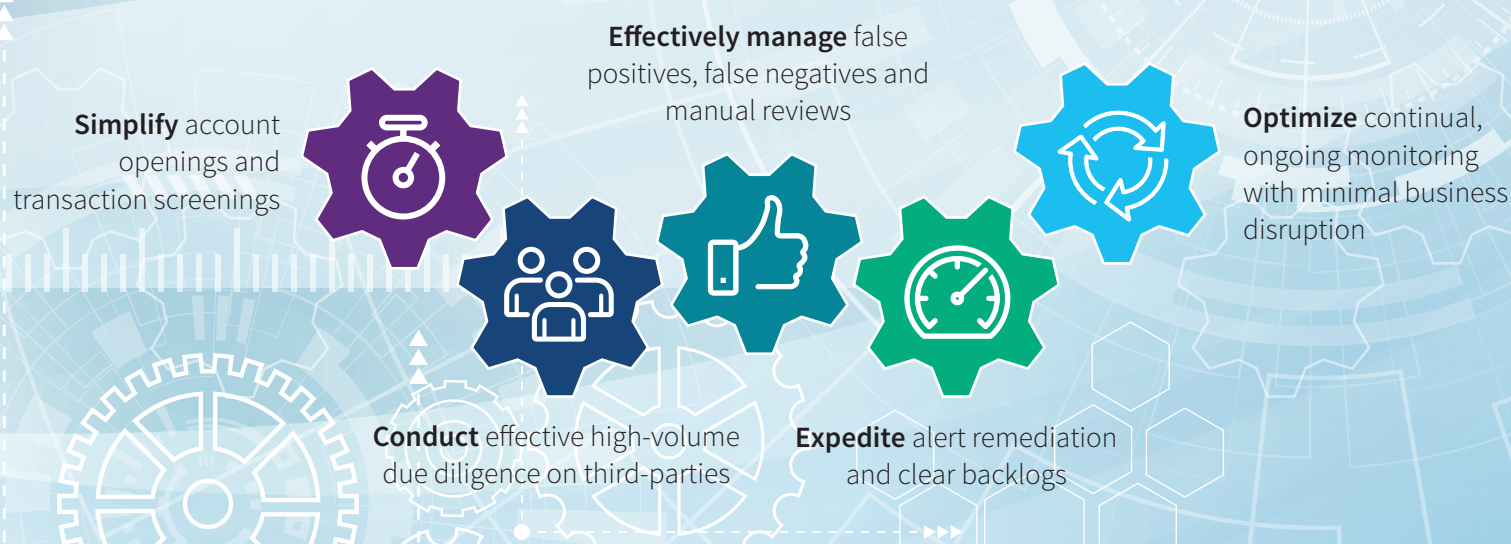 Simplify account
openings and
transaction screenings
Conduct effective high-volume
due diligence on third-parties
Effectively manage false
positives, false negatives and
manual reviews
Expedite alert remediation
and clear backlogs
Optimize continual,
ongoing monitoring
with minimal business
disruption